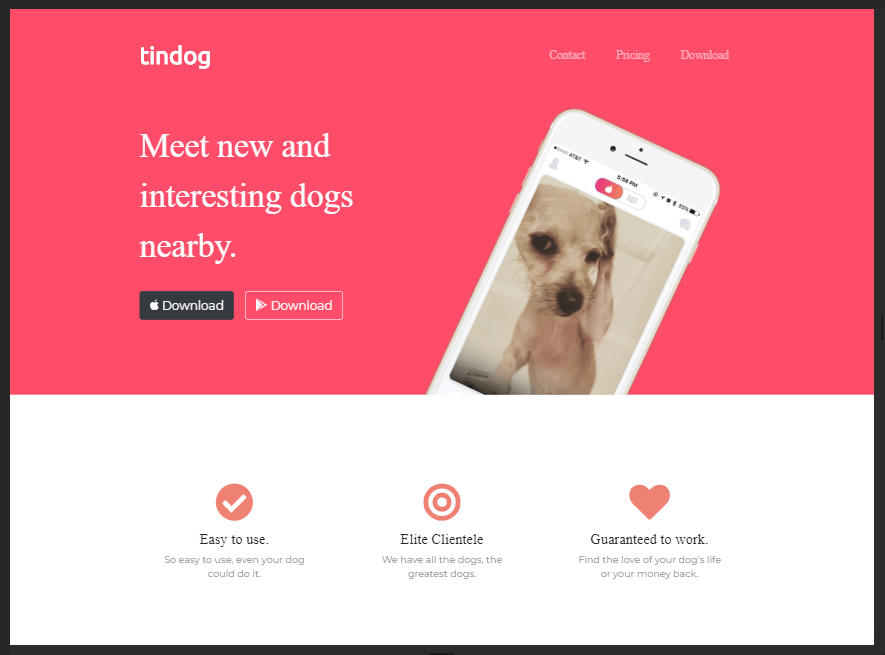 tindog
Contact Pricing Download
Meet new and
interesting dogs
nearby.
Download Download
AT&T
5:58 PM
55%
Easy to use. Elite Clientele Guaranteed to work.
So easy to use, even your dog
could do it.
We have all the dogs, the
greatest dogs.
Find the love of your dog's life
or your money back.